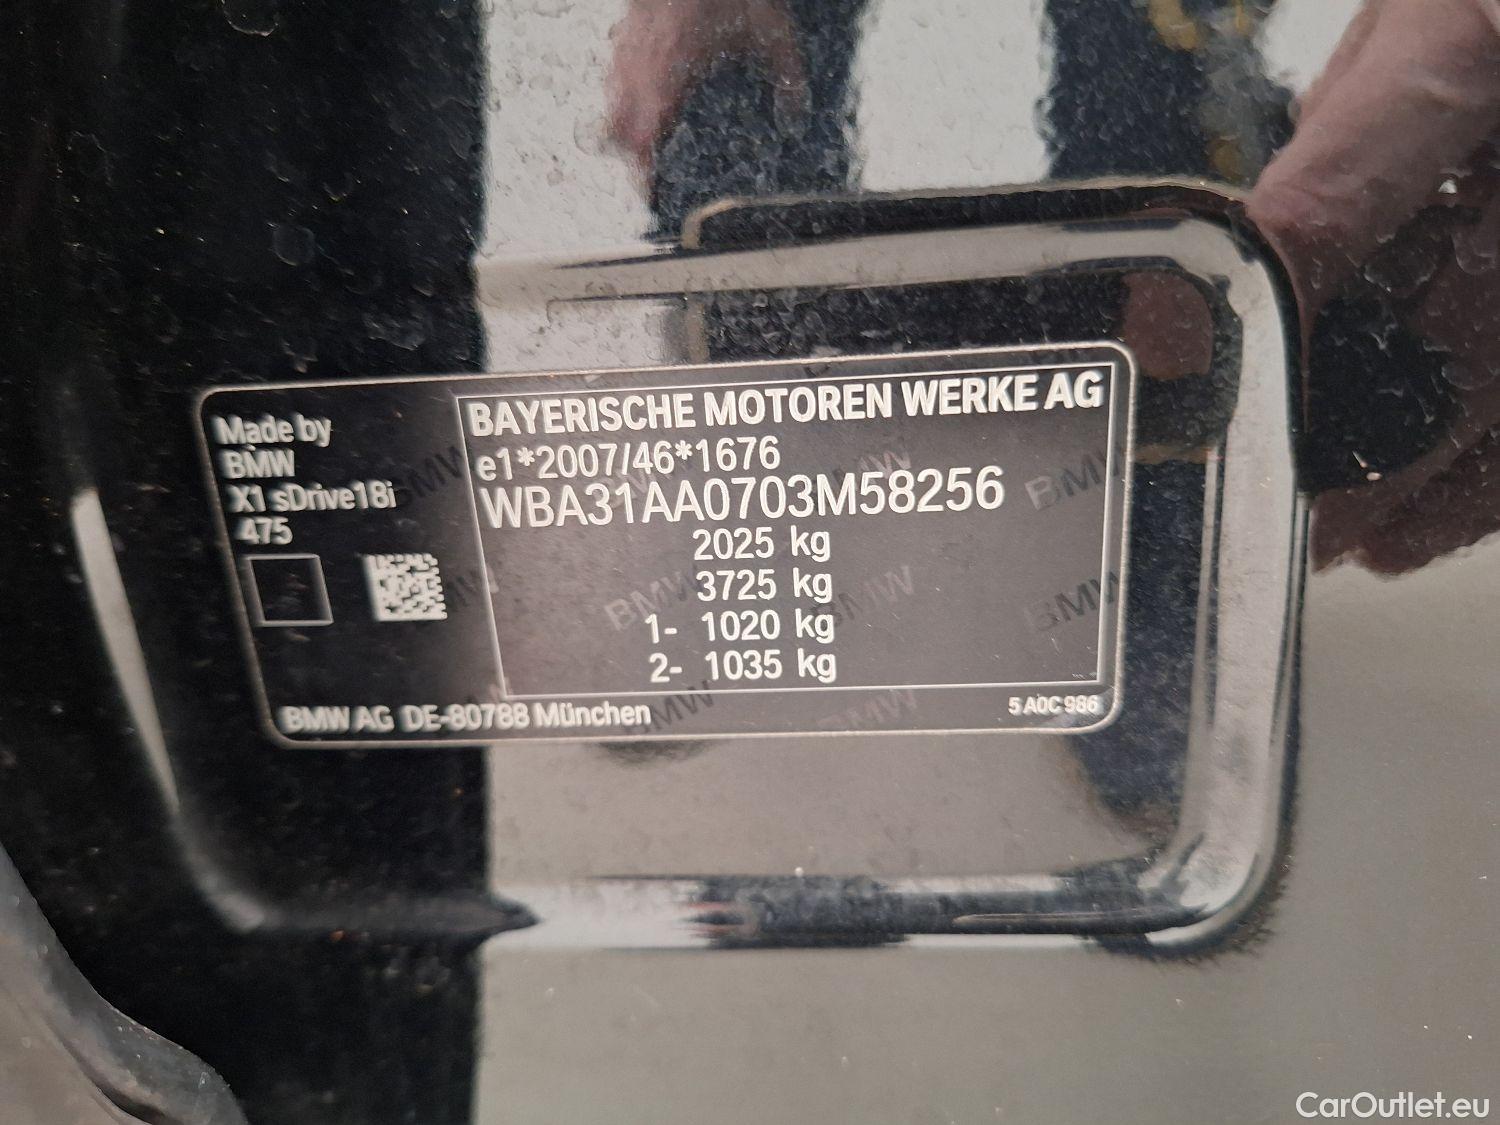 Made by
BMW
X1 sDrive18i
475
BAYERISCHE MOTOREN WERKE AG
e1*2007/46*1676
WBA31AA0703M58256
2025 kg
3725 kg
1- 1020 kg
2- 1035 kg
BMW AG DE-80788 München
5 A0C 986
CarOutlet.eu